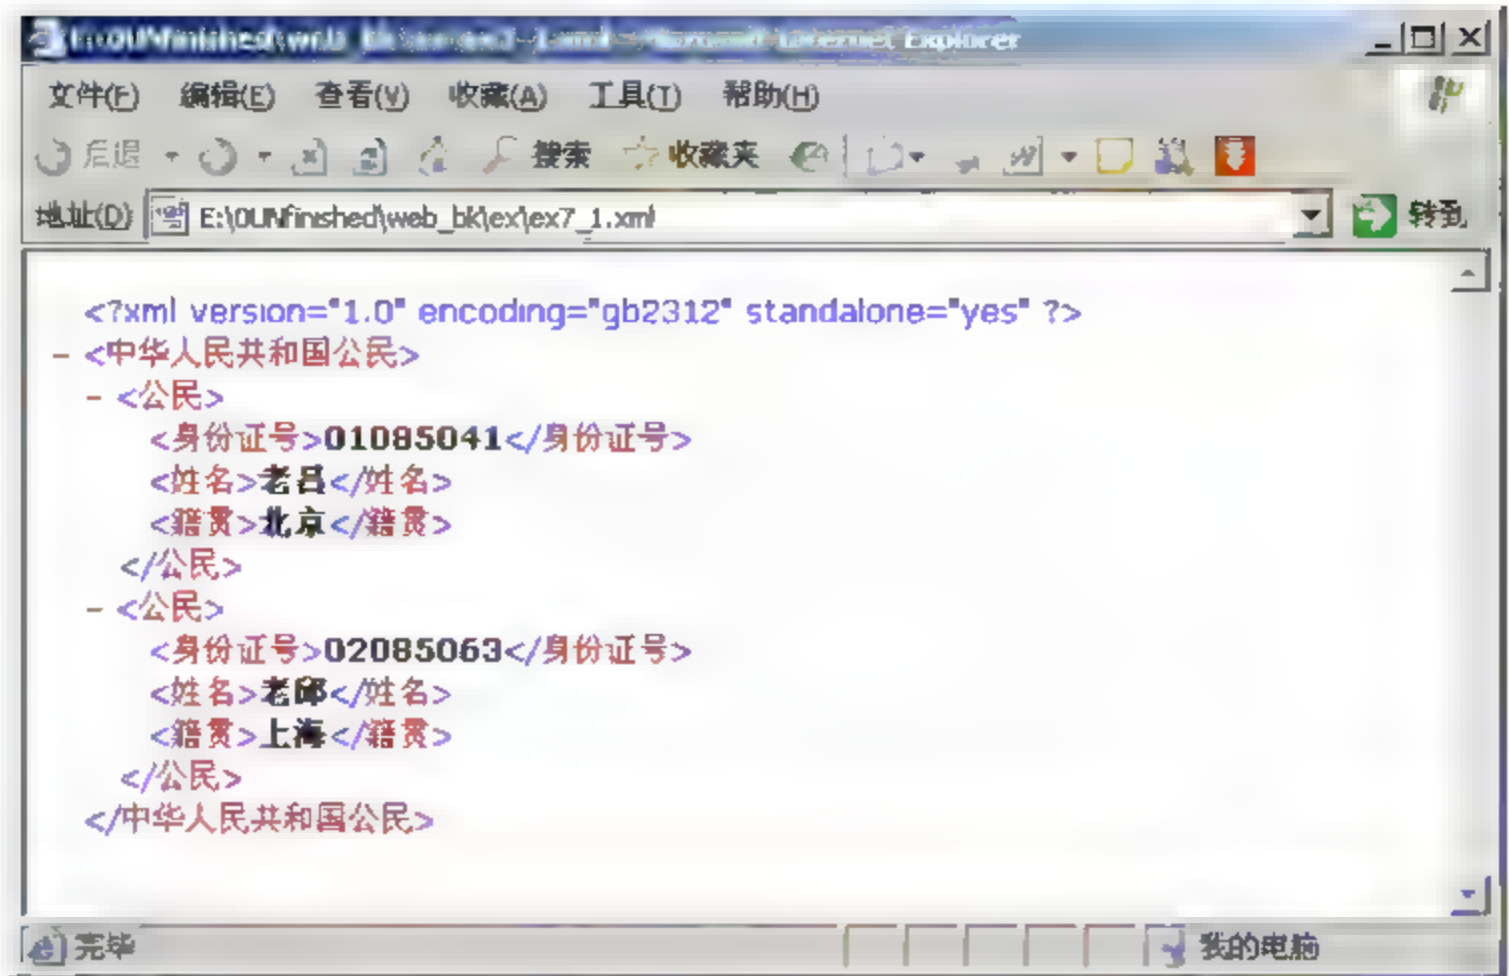 Microsoft Internet Explorer
文件(F) 编辑(E) 查看(V) 收藏(A) 工具(T) 帮助(H)
后退 搜索 收藏夹
地址(D) E:\OUNfinished\web_bk\ex\ex7_1.xml 转到
<?xml version="1.0" encoding="gb2312" standalone="yes" ?>
- <中华人民共和国公民>
- <公民>
<身份证号>01085041</身份证号>
<姓名>老吕</姓名>
<籍贯>北京</籍贯>
</公民>
- <公民>
<身份证号>02085063</身份证号>
<姓名>老邱</姓名>
<籍贯>上海</籍贯>
</公民>
</中华人民共和国公民>
完毕 我的电脑